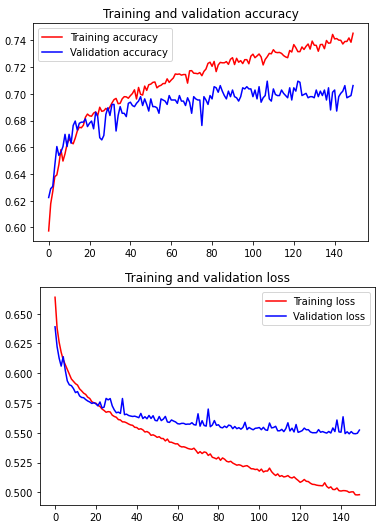 Training and validation accuracy
Training accuracy
Validation accuracy
0.74
0.72
0.70
0.68
0.66
0.64
0.62
0.60
0 20 40 60 80 100 120 140
Training and validation loss
Training loss
Validation loss
0.650
0.625
0.600
0.575
0.550
0.525
0.500
0 20 40 60 80 100 120 140